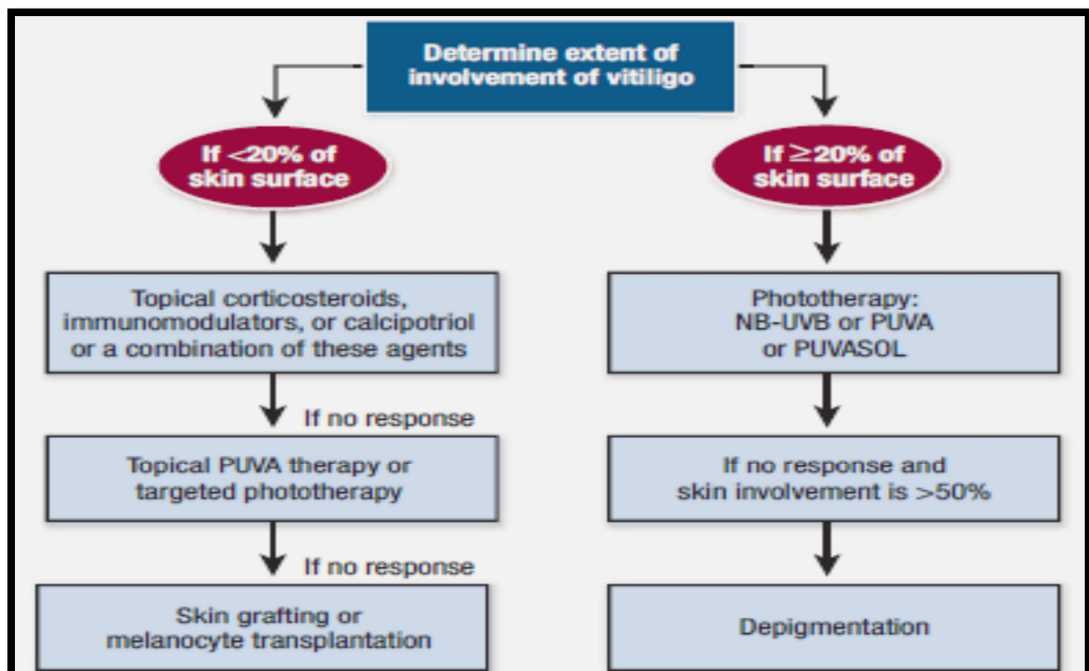 Determine extent of
involvement of vitiligo
If <20% of
skin surface
Topical corticosteroids,
immunomodulators, or calcipotriol
or a combination of these agents
If no response
Topical PUVA therapy or
targeted phototherapy
If no response
Skin grafting or
melanocyte transplantation
If ≥20% of
skin surface
Phototherapy:
NB-UVB or PUVA
or PUVASOL
If no response and
skin involvement is >50%
Depigmentation